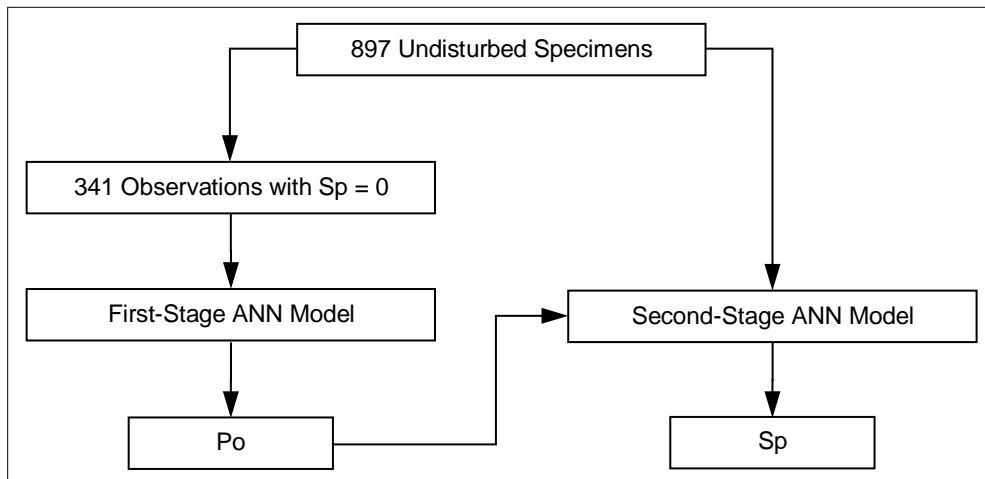 897 Undisturbed Specimens
341 Observations with Sp = 0
First-Stage ANN Model
Second-Stage ANN Model
Po
Sp